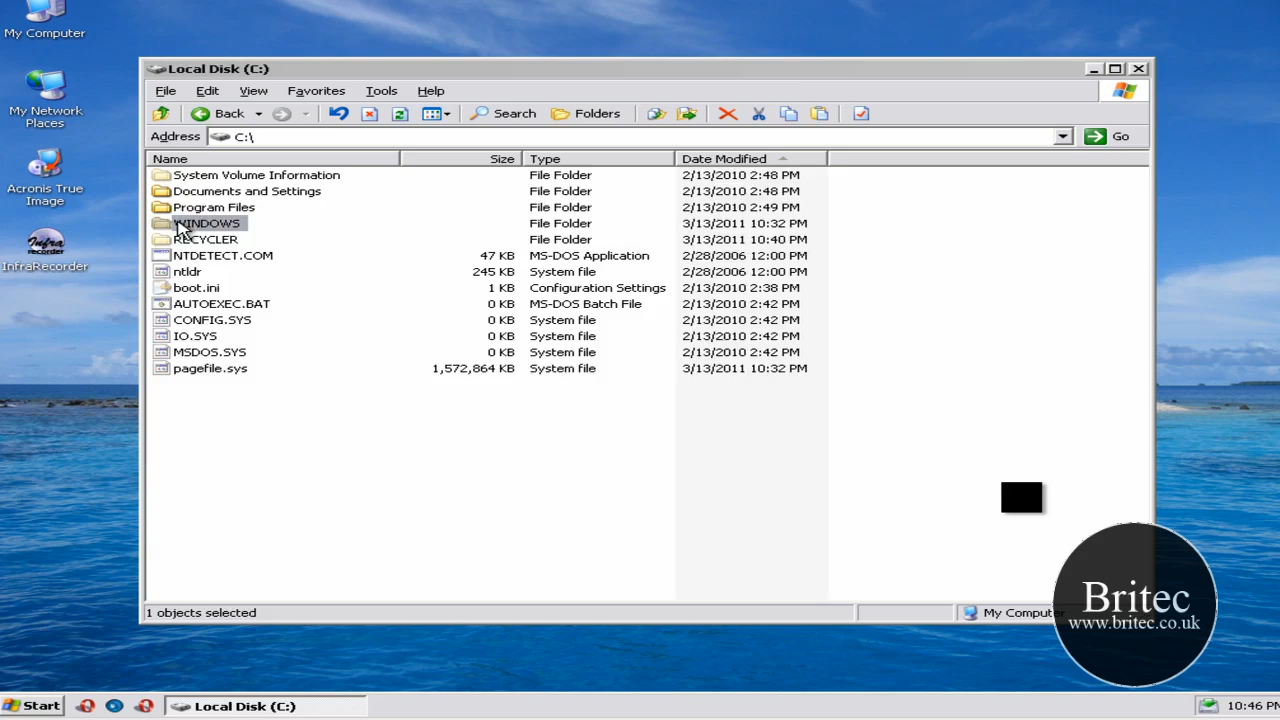 My Computer
My Network
Places
Acronis True
Image
Infra
recorder
InfraRecorder
Local Disk (C:)
File Edit View Favorites Tools Help
Back Search Folders
Address C:\ Go
Name Size Type Date Modified
System Volume Information File Folder 2/13/2010 2:48 PM
Documents and Settings File Folder 2/13/2010 2:48 PM
Program Files File Folder 2/13/2010 2:49 PM
WINDOWS File Folder 3/13/2011 10:32 PM
RECYCLER File Folder 3/13/2011 10:40 PM
NTDETECT.COM 47 KB MS-DOS Application 2/28/2006 12:00 PM
ntldr 245 KB System file 2/28/2006 12:00 PM
boot.ini 1 KB Configuration Settings 2/13/2010 2:38 PM
AUTOEXEC.BAT 0 KB MS-DOS Batch File 2/13/2010 2:42 PM
CONFIG.SYS 0 KB System file 2/13/2010 2:42 PM
IO.SYS 0 KB System file 2/13/2010 2:42 PM
MSDOS.SYS 0 KB System file 2/13/2010 2:42 PM
pagefile.sys 1,572,864 KB System file 3/13/2011 10:32 PM
1 objects selected My Computer
Britec
www.britec.co.uk
Start Local Disk (C:) 10:46 PM